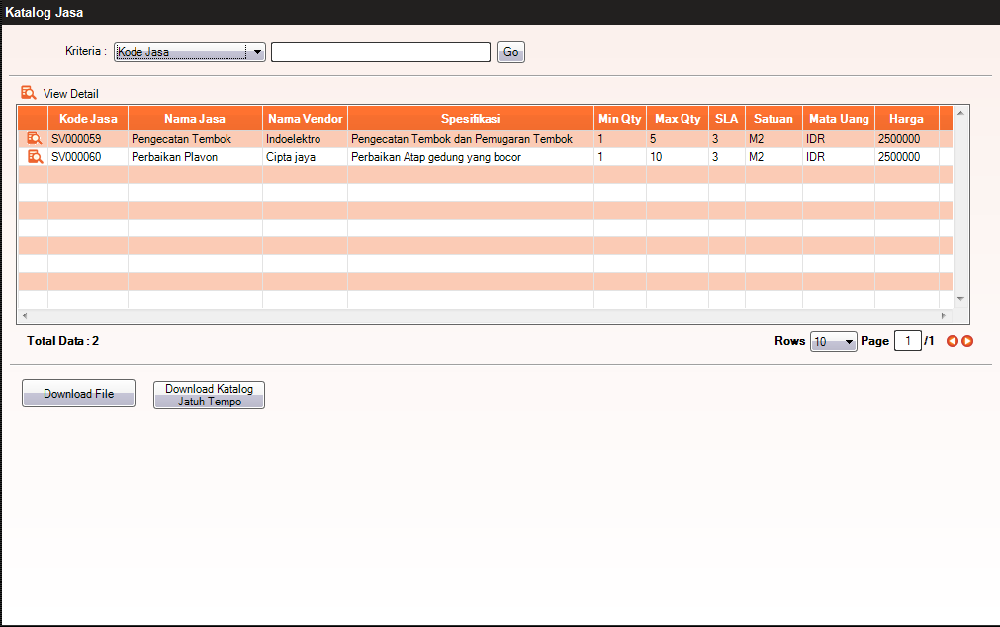 Katalog Jasa
Kriteria : Kode Jasa Go
View Detail
Kode Jasa Nama Jasa Nama Vendor Spesifikasi Min Qty Max Qty SLA Satuan Mata Uang Harga
SV000059 Pengecatan Tembok Indoelektro Pengecatan Tembok dan Pemugaran Tembok 1 5 3 M2 IDR 2500000
SV000060 Perbaikan Plavon Cipta jaya Perbaikan Atap gedung yang bocor 1 10 3 M2 IDR 2500000
Total Data : 2 Rows 10 Page 1 /1
Download File Download Katalog
Jatuh Tempo